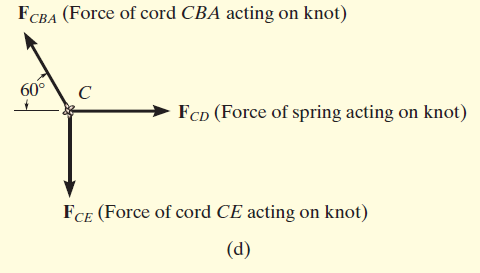 F_CBA (Force of cord CBA acting on knot)
60°
C
F_CD (Force of spring acting on knot)
F_CE (Force of cord CE acting on knot)
(d)